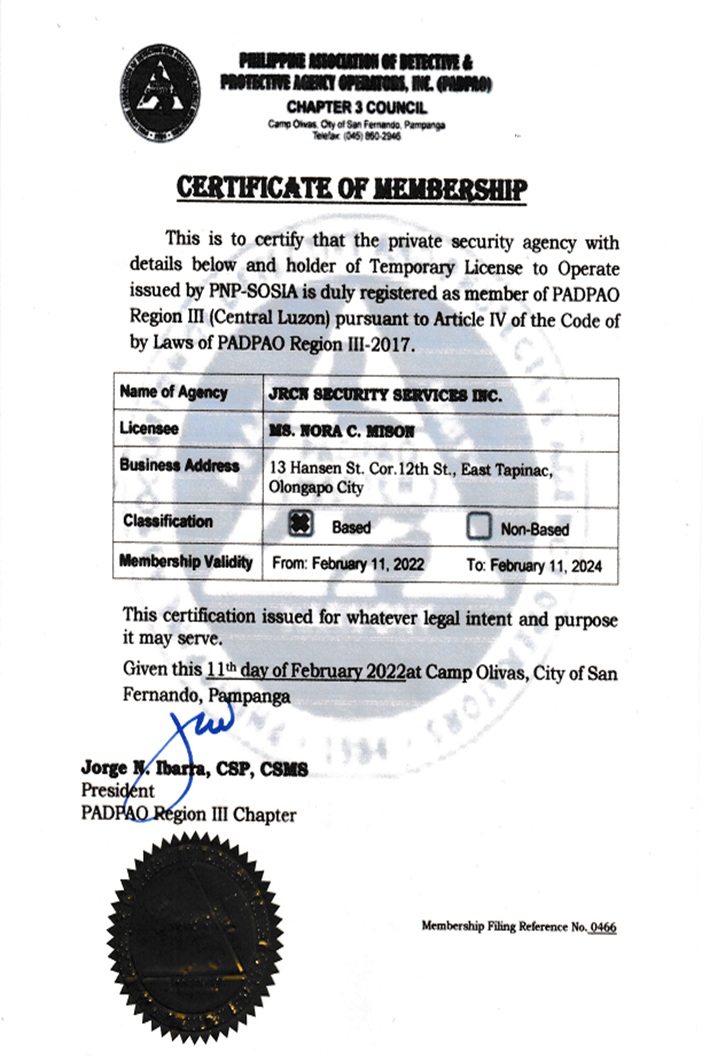 PHILIPPINE ASSOCIATION OF DETECTIVE &
PROTECTIVE AGENCY OPERATORS, INC. (PADPAO)
CHAPTER 3 COUNCIL
Camp Olivas, City of San Fernando, Pampanga
Telefax: (045) 860-2946
CERTIFICATE OF MEMBERSHIP
This is to certify that the private security agency with
details below and holder of Temporary License to Operate
issued by PNP-SOSIA is duly registered as member of PADPAO
Region III (Central Luzon) pursuant to Article IV of the Code of
by Laws of PADPAO Region III-2017.
Name of Agency JRCN SECURITY SERVICES INC.
Licensee MS. NORA C. MISON
Business Address 13 Hansen St. Cor.12th St., East Tapinac,
Olongapo City
Classification Based Non-Based
Membership Validity From: February 11, 2022 To: February 11, 2024
This certification issued for whatever legal intent and purpose
it may serve.
Given this 11th day of February 2022at Camp Olivas, City of San
Fernando, Pampanga
Jorge N. Ibarra, CSP, CSMS
President
PADPAO Region III Chapter
Membership Filing Reference No. 0466